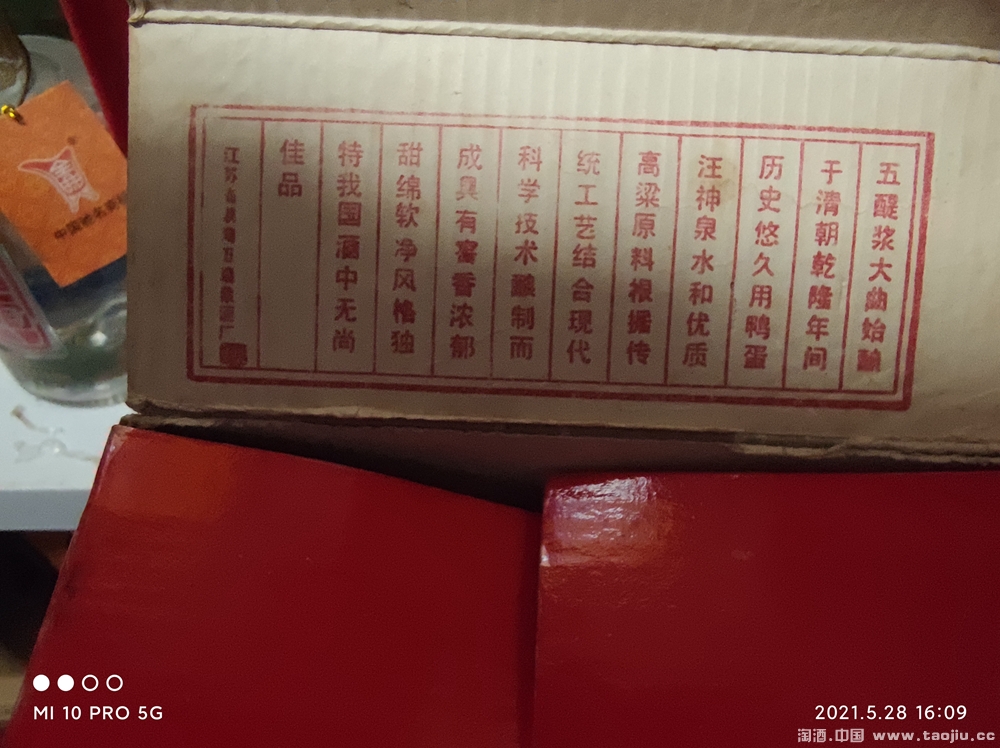 五醍浆大曲始酿
于清朝乾隆年间
历史悠久用鸭蛋
汪神泉水和优质
高粱原料根据传
统工艺结合现代
科学技术酿制而
成具有窖香浓郁
甜绵软净风格独
特我国酒中无尚
佳品
江苏
酒厂
MI 10 PRO 5G
2021.5.28 16:09
淘酒.中国 www.taojiu.cc